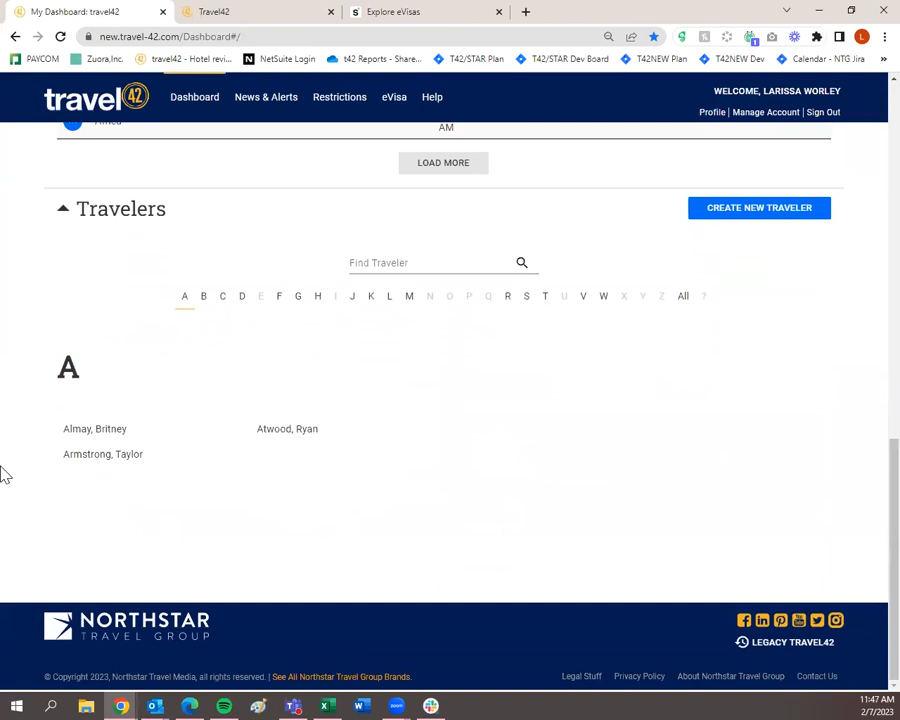 My Dashboard: travel42
Travel42
Explore eVisas
new.travel-42.com/Dashboard#/
PAYCOM
Zuora,Inc.
travel42 - Hotel revi...
NetSuite Login
t42 Reports - Share...
T42/STAR Plan
T42/STAR Dev Board
T42NEW Plan
T42NEW Dev
Calendar - NTG Jira
travel42
Dashboard
News & Alerts
Restrictions
eVisa
Help
WELCOME, LARISSA WORLEY
Profile | Manage Account | Sign Out
AM
LOAD MORE
Travelers
CREATE NEW TRAVELER
Find Traveler
A B C D E F G H I J K L M N O P Q R S T U V W X Y Z All ?
A
Almay, Britney
Atwood, Ryan
Armstrong, Taylor
NORTHSTAR
TRAVEL GROUP
LEGACY TRAVEL42
© Copyright 2023, Northstar Travel Media, all rights reserved. | See All Northstar Travel Group Brands.
Legal Stuff
Privacy Policy
About Northstar Travel Group
Contact Us
11:47 AM
2/7/2023